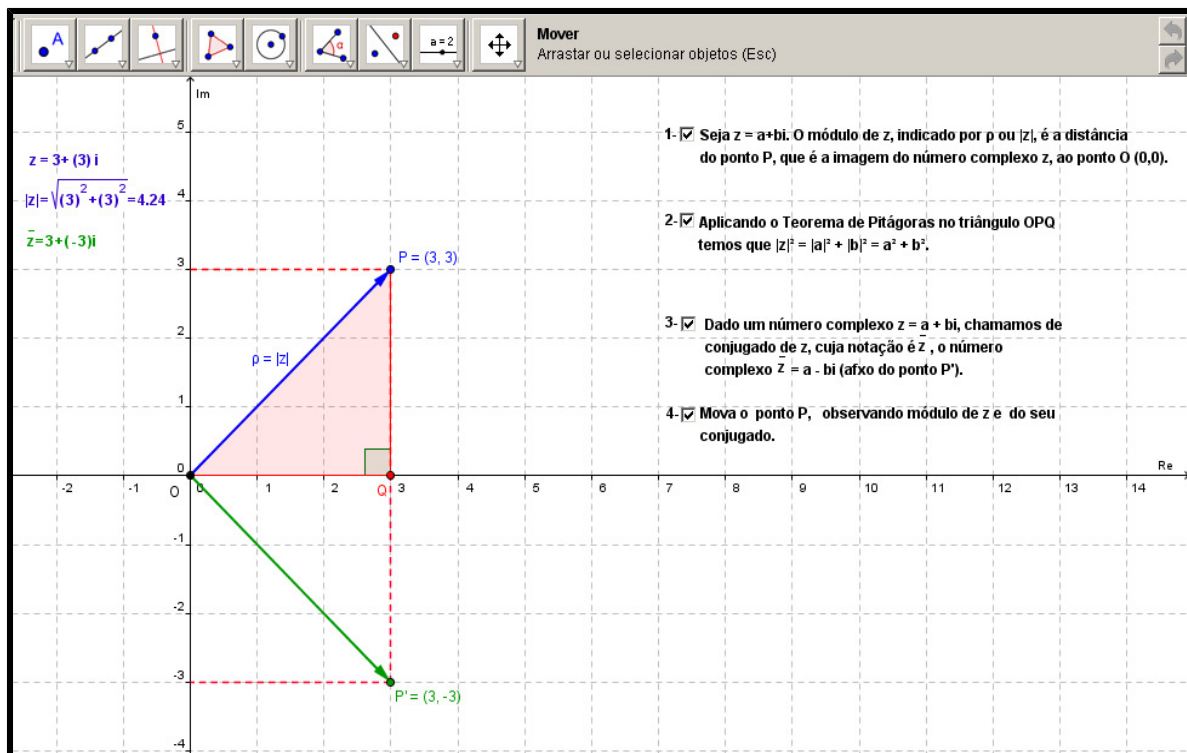 A
α
a = 2
Mover
Arrastar ou selecionar objetos (Esc)
Im
z = 3+ (3) i
|z|= √(3)²+(3)² =4.24
z̄=3+(-3)i
1- Seja z = a+bi. O módulo de z, indicado por ρ ou |z|, é a distância
do ponto P, que é a imagem do número complexo z, ao ponto O (0,0).
2- Aplicando o Teorema de Pitágoras no triângulo OPQ
temos que |z|² = |a|² + |b|² = a² + b².
3- Dado um número complexo z = a + bi, chamamos de
conjugado de z, cuja notação é z̄ , o número
complexo z̄ = a - bi (afxo do ponto P').
4- Mova o ponto P, observando módulo de z e do seu
conjugado.
5
4
3
2
1
0
-1
-2
-3
-4
P = (3, 3)
ρ = |z|
Re
-2 -1 O 0 1 2 Q 3 4 5 6 7 8 9 10 11 12 13 14
P' = (3, -3)